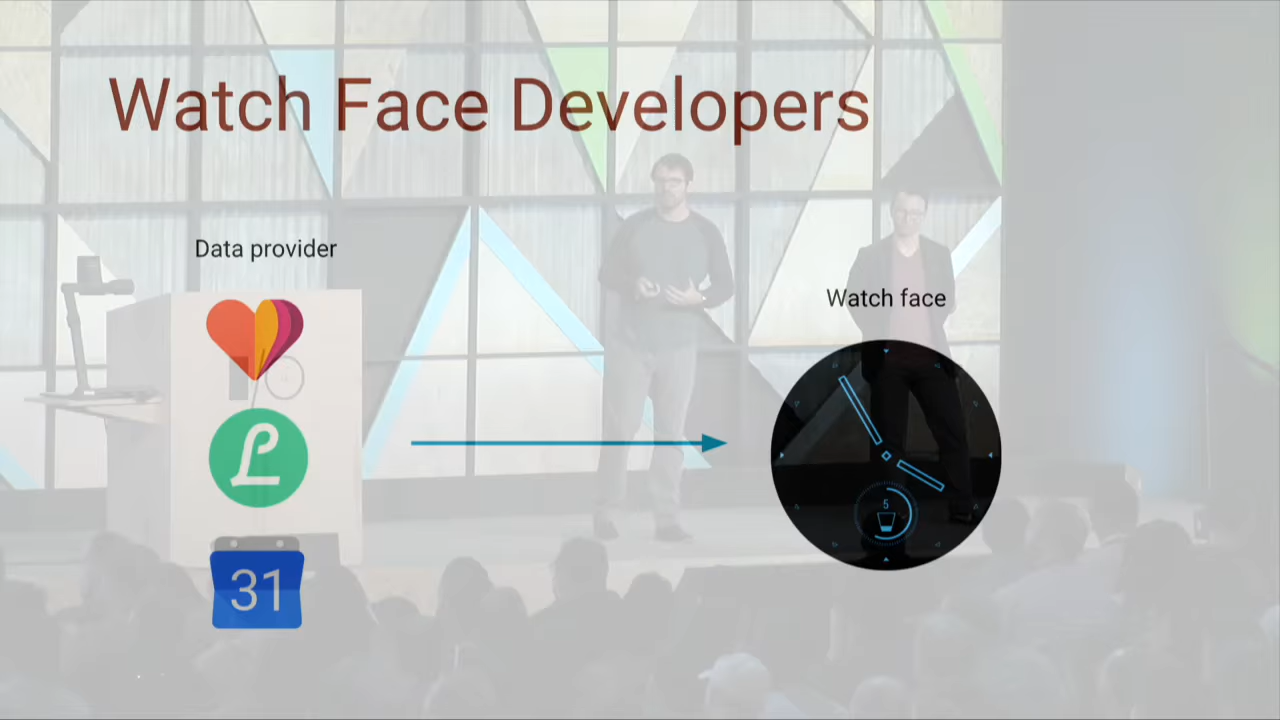 Watch Face Developers
Data provider
Watch face
L
5
31